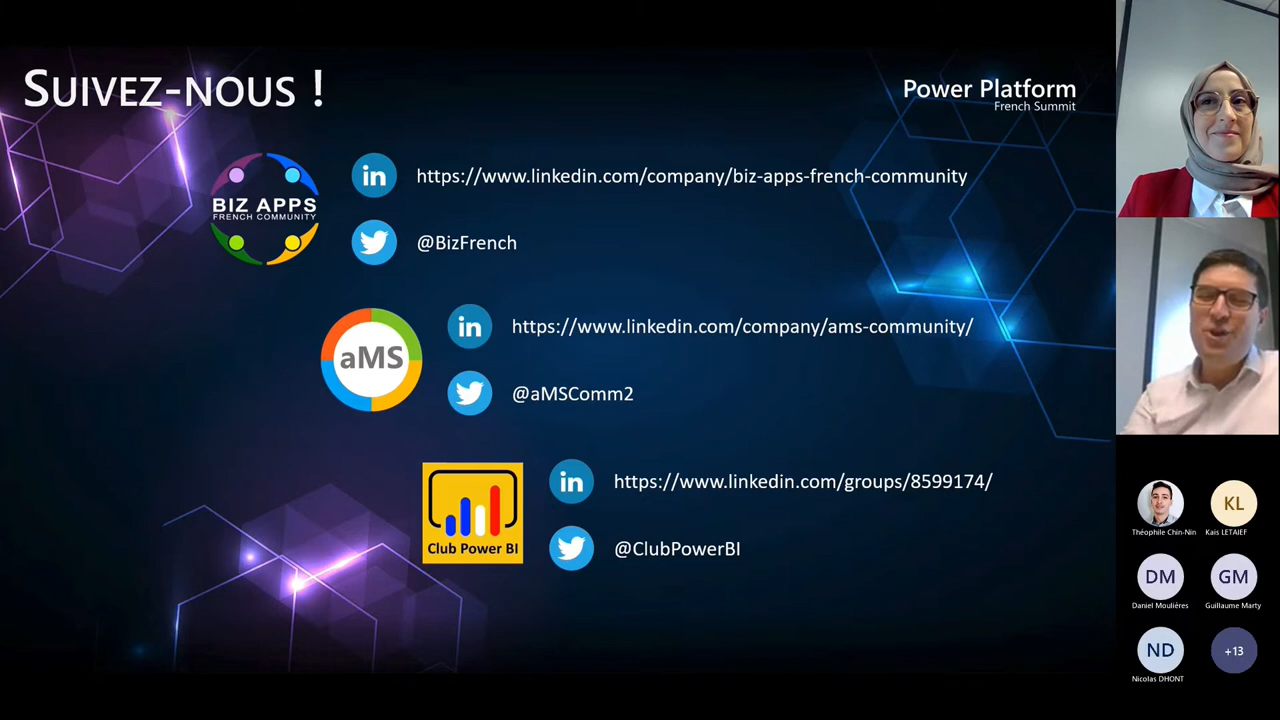 SUIVEZ-NOUS !
Power Platform
French Summit
BIZ APPS
FRENCH COMMUNITY
https://www.linkedin.com/company/biz-apps-french-community
@BizFrench
aMS
https://www.linkedin.com/company/ams-community/
@aMSComm2
Club Power BI
https://www.linkedin.com/groups/8599174/
@ClubPowerBI
Théophile Chin-Nin
KL
Kais LETAIEF
DM
Daniel Moulières
GM
Guillaume Marty
ND
Nicolas DHONT
+13